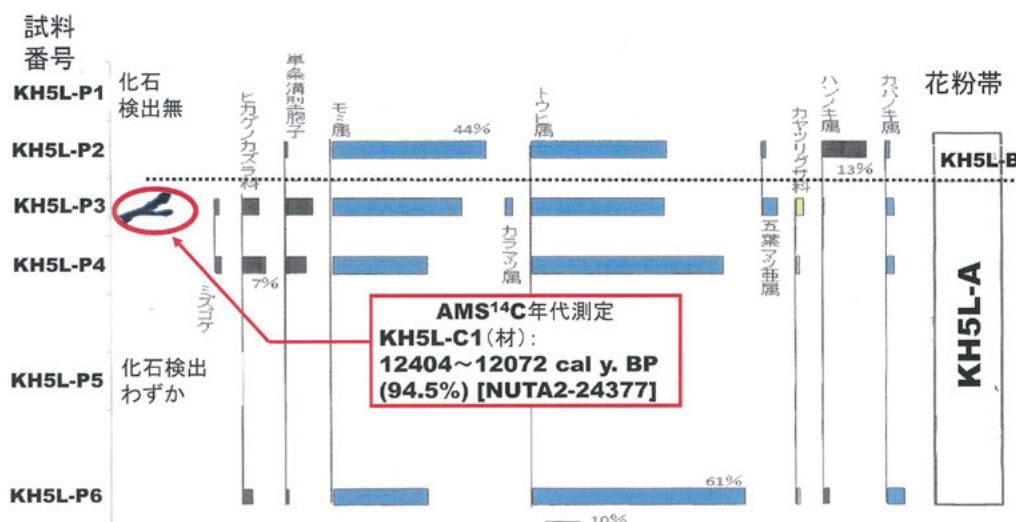 試料
番号
KH5L-P1
化石
検出無
ヒカゲノカズラ科
単条溝型胞子
モミ属
トウヒ属
カヤツリグサ科
ハンノキ属
カバノキ属
花粉帯
KH5L-P2
44%
13%
KH5L-B
KH5L-P3
カラマツ属
五葉マツ亜属
KH5L-P4
7%
ミズゴケ
KH5L-A
AMS¹⁴C年代測定
KH5L-C1(材):
12404~12072 cal y. BP
(94.5%) [NUTA2-24377]
KH5L-P5
化石検出
わずか
KH5L-P6
61%
10%